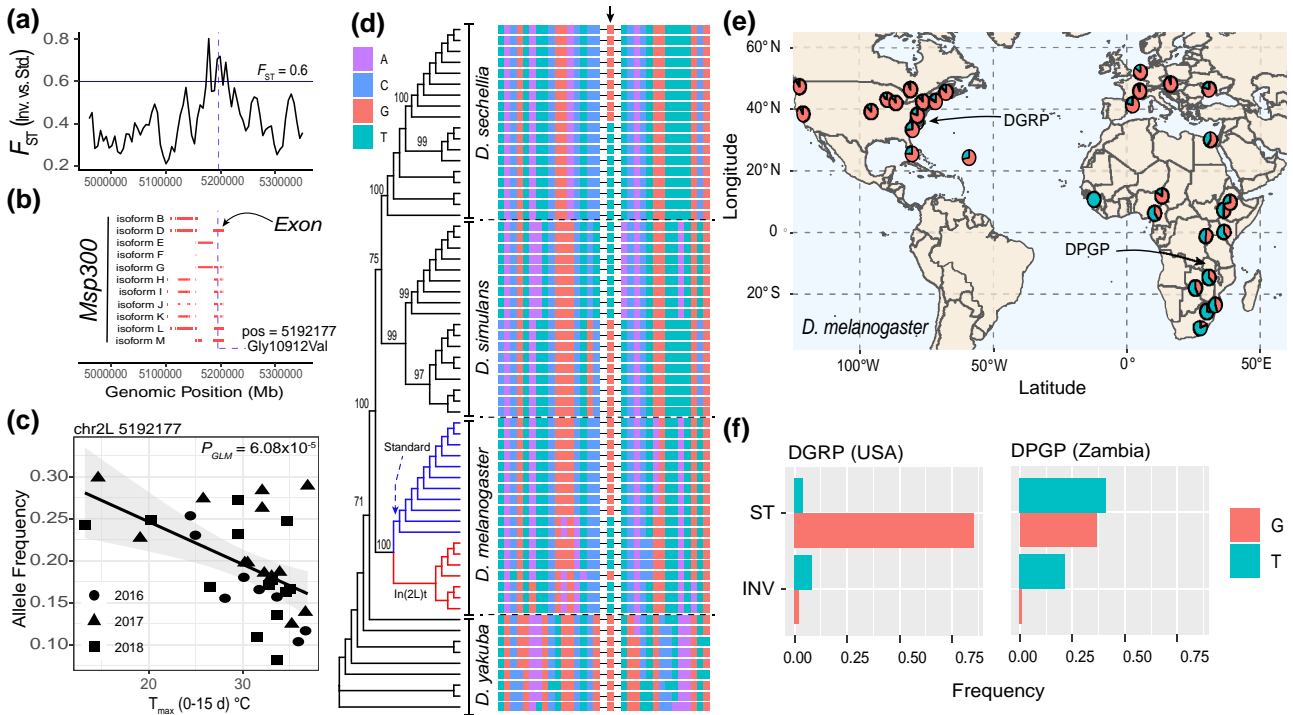 (a)
0.8
0.6
0.4
0.2
F_ST (Inv. vs. Std.)
F_ST = 0.6
5000000 5100000 5200000 5300000
(b)
Msp300
isoform B
isoform D
isoform E
isoform F
isoform G
isoform H
isoform I
isoform J
isoform K
isoform L
isoform M
Exon
pos = 5192177
Gly10912Val
5000000 5100000 5200000 5300000
Genomic Position (Mb)
(c)
chr2L 5192177
P_GLM = 6.08x10^-5
Allele Frequency
0.30
0.25
0.20
0.15
0.10
2016
2017
2018
20 30
T_max (0-15 d) °C
(d)
A
C
G
T
100
99
100
75
99
99
97
100
Standard
71
100
In(2L)t
D. sechellia
D. simulans
D. melanogaster
D. yakuba
(e)
60° N
40° N
20° N
0 °
20°S
Longitude
DGRP
DPGP
D. melanogaster
100°W 50°W 0° 50°E
Latitude
(f)
DGRP (USA)
DPGP (Zambia)
ST
INV
0.00 0.25 0.50 0.75
0.00 0.25 0.50 0.75
Frequency
G
T